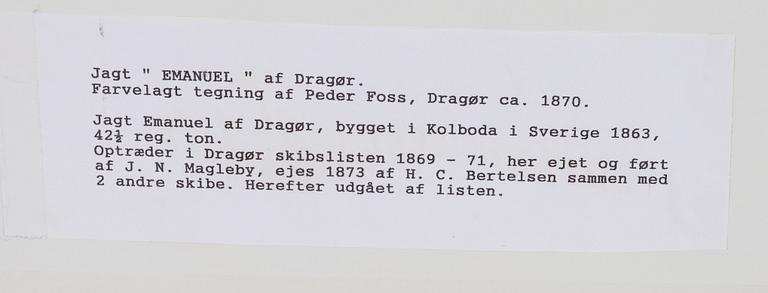 Jagt " EMANUEL " af Dragør.
Farvelagt tegning af Peder Foss, Dragør ca. 1870.
Jagt Emanuel af Dragør, bygget i Kolboda i Sverige 1863,
42½ reg. ton.
Optræder i Dragør skibslisten 1869 - 71, her ejet og ført
af J. N. Magleby, ejes 1873 af H. C. Bertelsen sammen med
2 andre skibe. Herefter udgået af listen.